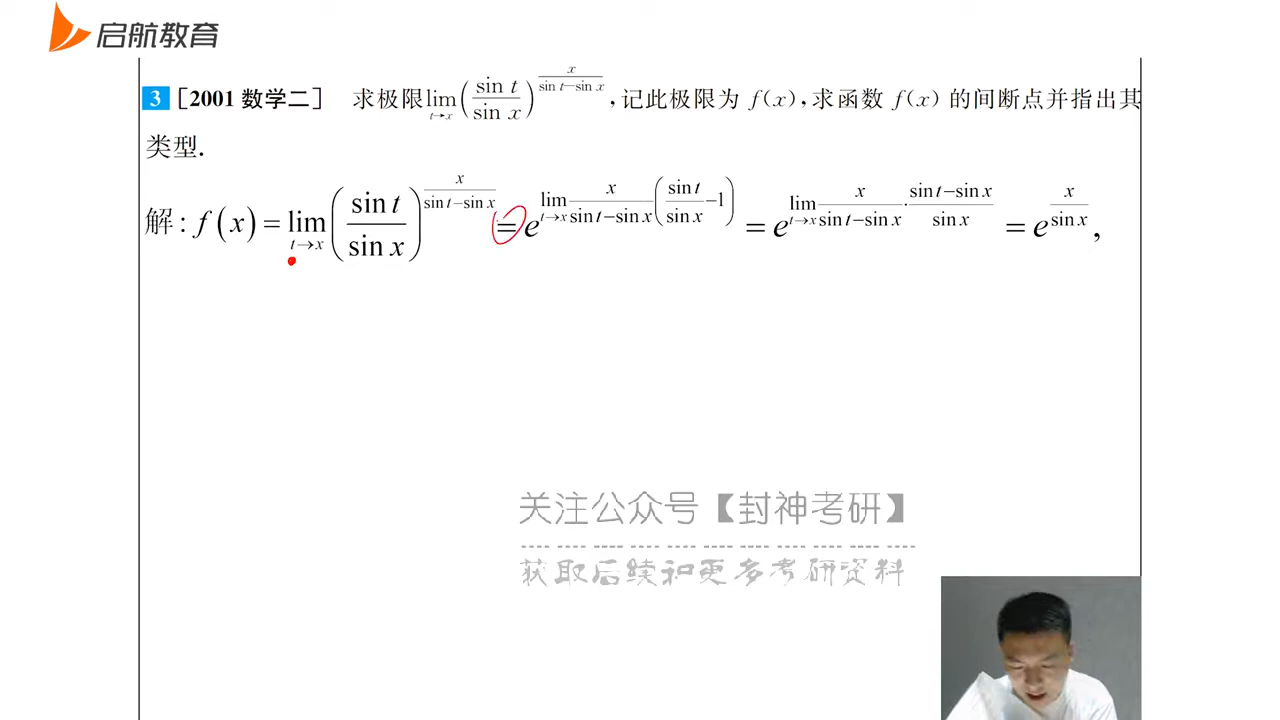 启航教育
3 [2001 数学二] 求极限 lim_{t→x} (sin t / sin x)^{x/(sin t−sin x)}, 记此极限为 f(x), 求函数 f(x) 的间断点并指出其
类型.
解: f(x) = lim_{t→x} (sin t / sin x)^{x/(sin t−sin x)} = e^{lim_{t→x} x/(sin t−sin x) (sin t / sin x −1)} = e^{lim_{t→x} x/(sin t−sin x) · (sin t−sin x)/sin x} = e^{x/sin x},
关注公众号【封神考研】
获取后续和更多考研资料